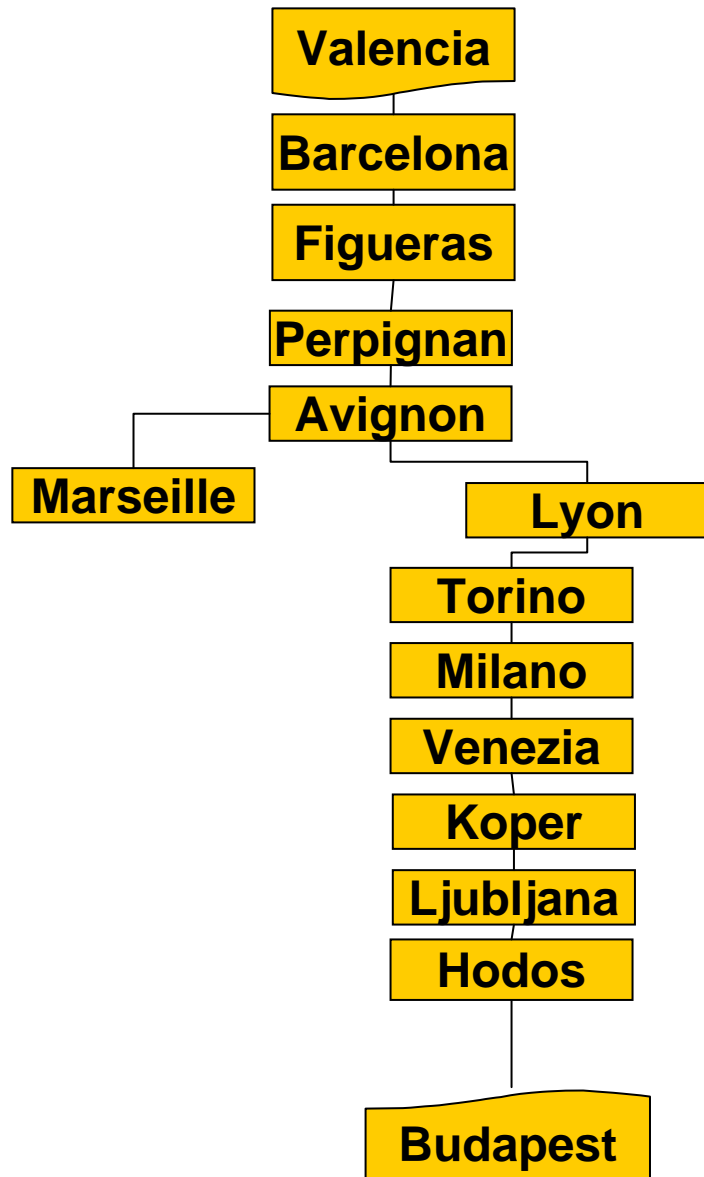 Valencia
Barcelona
Figueras
Perpignan
Avignon
Marseille
Lyon
Torino
Milano
Venezia
Koper
Ljubljana
Hodos
Budapest